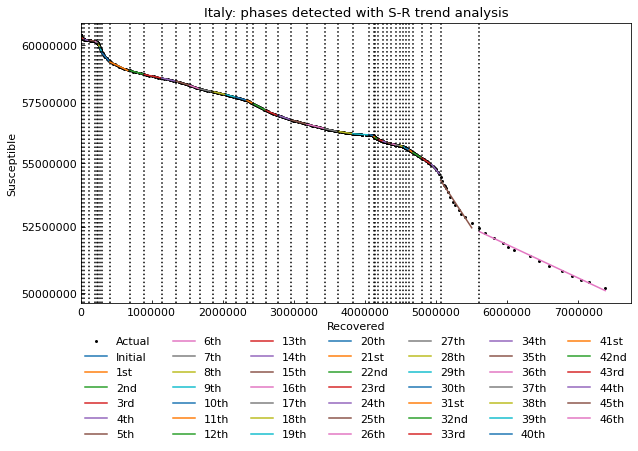 Italy: phases detected with S-R trend analysis
60000000
57500000
55000000
52500000
50000000
Susceptible
0 1000000 2000000 3000000 4000000 5000000 6000000 7000000
Recovered
Actual 6th 13th 20th 27th 34th 41st
Initial 7th 14th 21st 28th 35th 42nd
1st 8th 15th 22nd 29th 36th 43rd
2nd 9th 16th 23rd 30th 37th 44th
3rd 10th 17th 24th 31st 38th 45th
4th 11th 18th 25th 32nd 39th 46th
5th 12th 19th 26th 33rd 40th